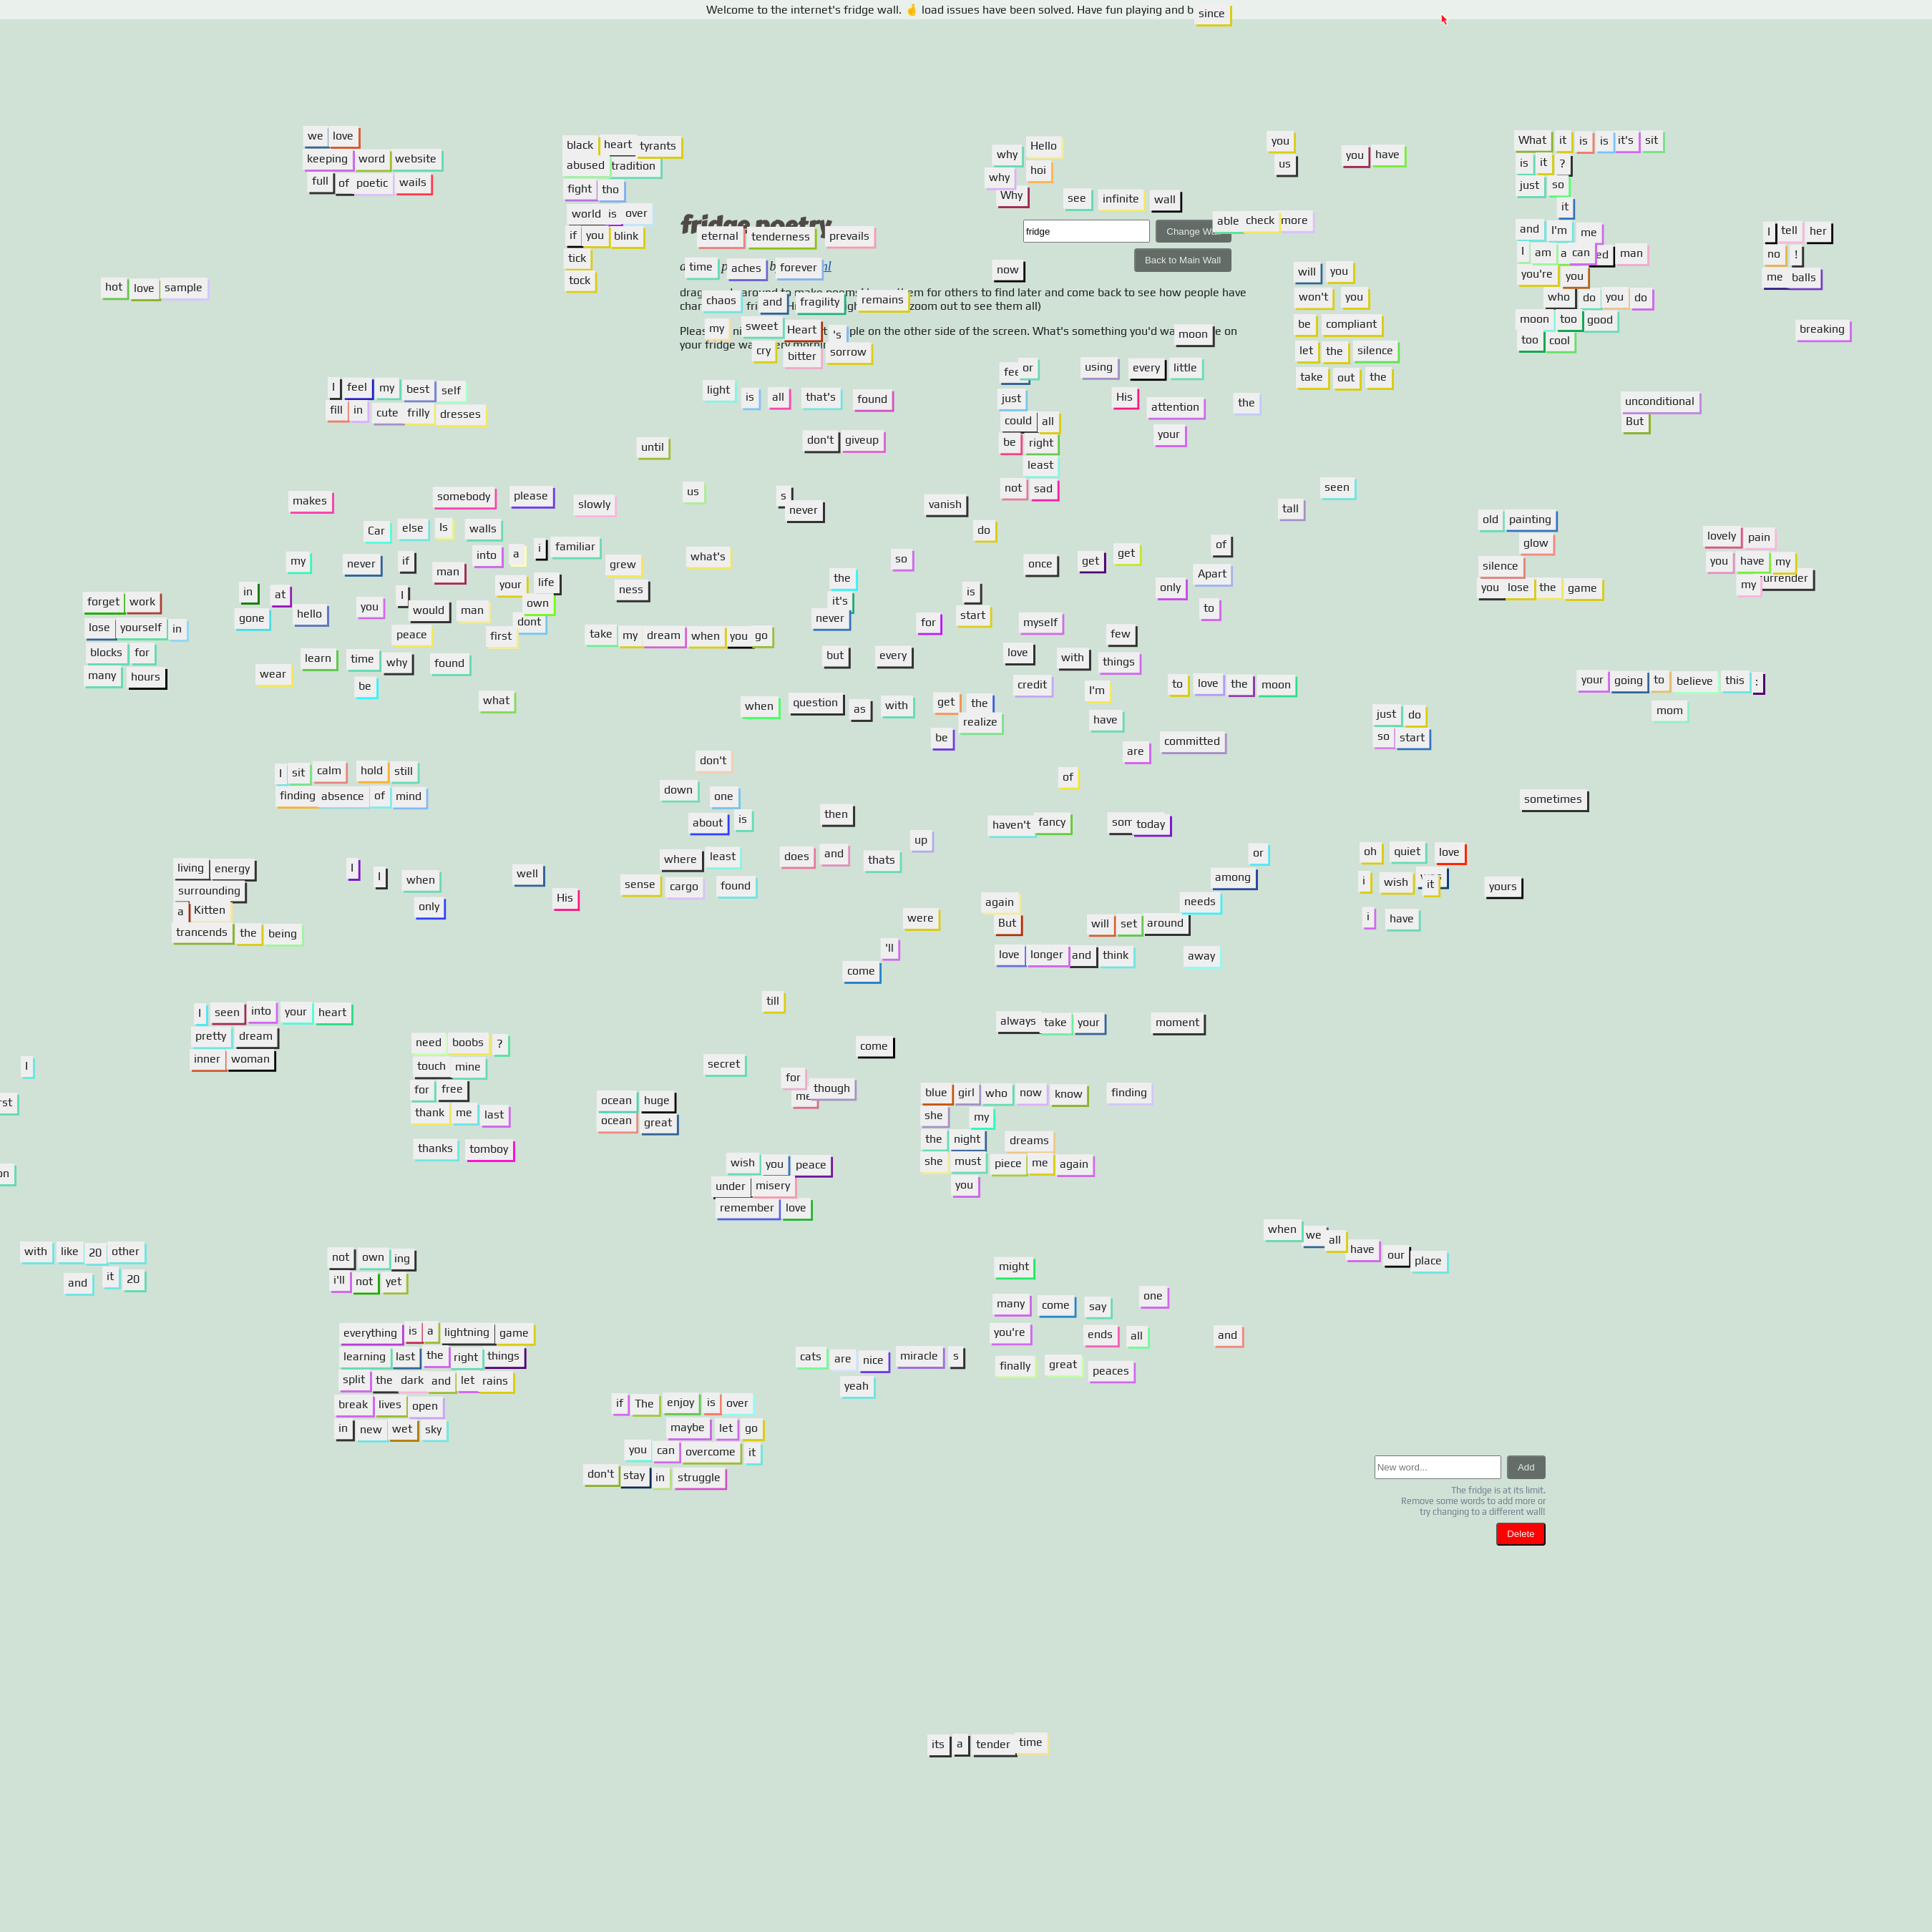 Welcome to the internet's fridge wall. ☝ load issues have been solved. Have fun playing and b
since
we love
keeping word website
full of poetic wails
black heart tyrants
abused tradition
fight tho
world is over
if you blink
tick
tock
fridge poetry
eternal tenderness prevails
time aches forever
chaos and fragility remains
my sweet Heart 's
cry bitter sorrow
why Hello
why hoi
Why
see infinite wall
fridge
Change
Back to Main Wall
able check more
now
moon
you
us
you have
will you
won't you
be compliant
let the silence
take out the
What it is is it's sit
is it ?
just so
it
and I'm me
I am a can man
you're you
who do you do
moon too good
too cool
I tell her
no !
me balls
breaking
hot love sample
I feel my best self
fill in cute frilly dresses
light is all that's found
don't giveup
until
or
just
could all
be right
least
not sad
using every little
His attention the
your
unconditional
But
makes
somebody please slowly
us
s
never
vanish
do
seen
tall
Car else Is walls
my never if man into a i familiar
grew
what's
so
once get get of
old painting
glow
silence
you lose the game
lovely pain
you have my
my
forget work
lose yourself in
blocks for
many hours
in at
gone hello
you I would man your life
own
dont
peace first
ness
the
it's
never
is
start
for
myself
only Apart
to
few
take my dream when you go
learn time why found
wear
be
what
but every
love with things
credit
I'm
to love the moon
your going to believe this :
mom
when question as with get the
realize
be
have
are committed
just do
so start
I sit calm hold still
finding absence of mind
don't
down one
about is
then
of
sometimes
up
haven't fancy
today
living energy
surrounding
a Kitten
trancends the being
I I when
only
well
His
where least
sense cargo found
does and thats
or
among
needs
oh quiet love
i wish it
yours
i have
were
again
But
will set around
love longer and think
away
'll
come
till
always take your moment
I seen into your heart
pretty dream
inner woman
I
need boobs ?
touch mine
for free
thank me last
thanks tomboy
come
secret
for
though
ocean huge
ocean great
blue girl who now know finding
she my
the night dreams
she must piece me again
you
wish you peace
under misery
remember love
when we all have our place
with like 20 other
and it 20
not own ing
i'll not yet
might
many come say one
you're ends all and
finally great peaces
everything is a lightning game
learning last the right things
split the dark and let rains
break lives open
in new wet sky
cats are nice miracle s
yeah
if The enjoy is over
maybe let go
you can overcome it
don't stay in struggle
New word...
Add
The fridge is at its limit.
Remove some words to add more or
try changing to a different wall!
Delete
its a tender time